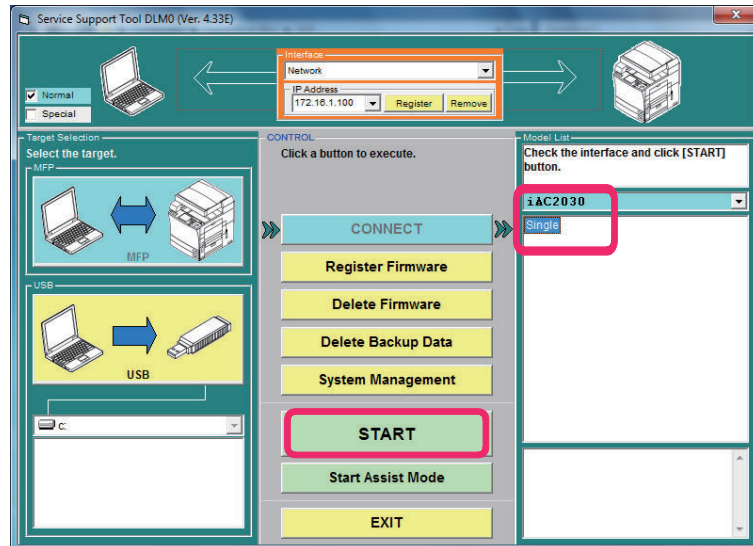 Service Support Tool DLM0 (Ver. 4.33E)
Normal
Special
Interface
Network
IP Address
172.16.1.100
Register
Remove
Target Selection
Select the target.
MFP
MFP
USB
USB
c:
CONTROL
Click a button to execute.
CONNECT
Register Firmware
Delete Firmware
Delete Backup Data
System Management
START
Start Assist Mode
EXIT
Model List
Check the interface and click [START]
button.
iAC2030
Single